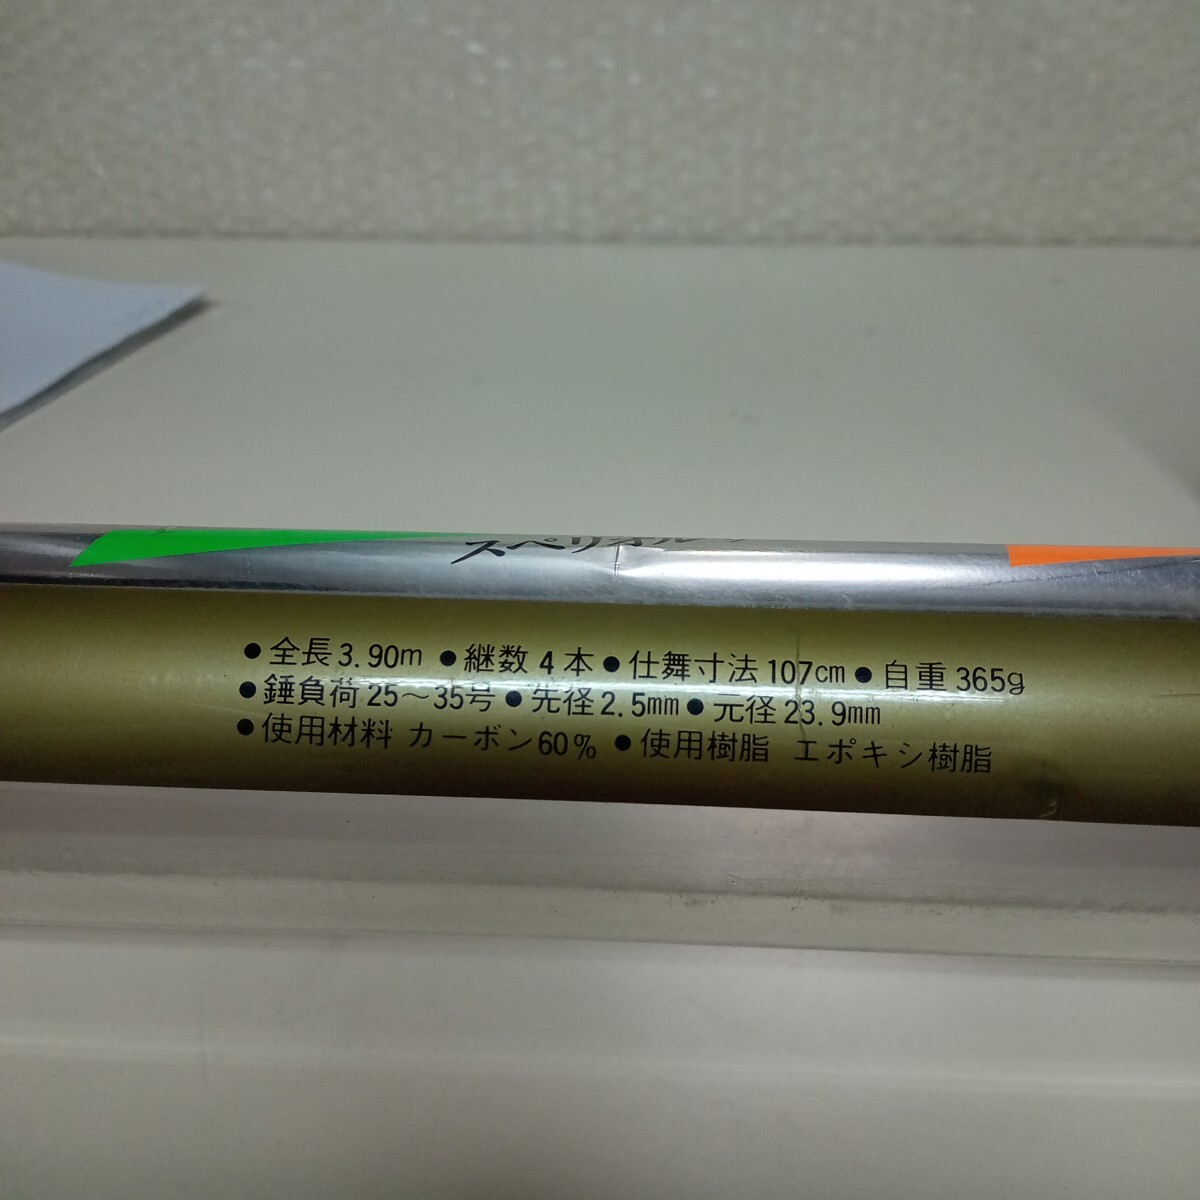 スペリオル
●全長3.90m ●継数4本 ●仕舞寸法107cm ●自重365g
●錘負荷25〜35号 ●先径2.5mm ●元径23.9mm
●使用材料 カーボン60% ●使用樹脂 エポキシ樹脂